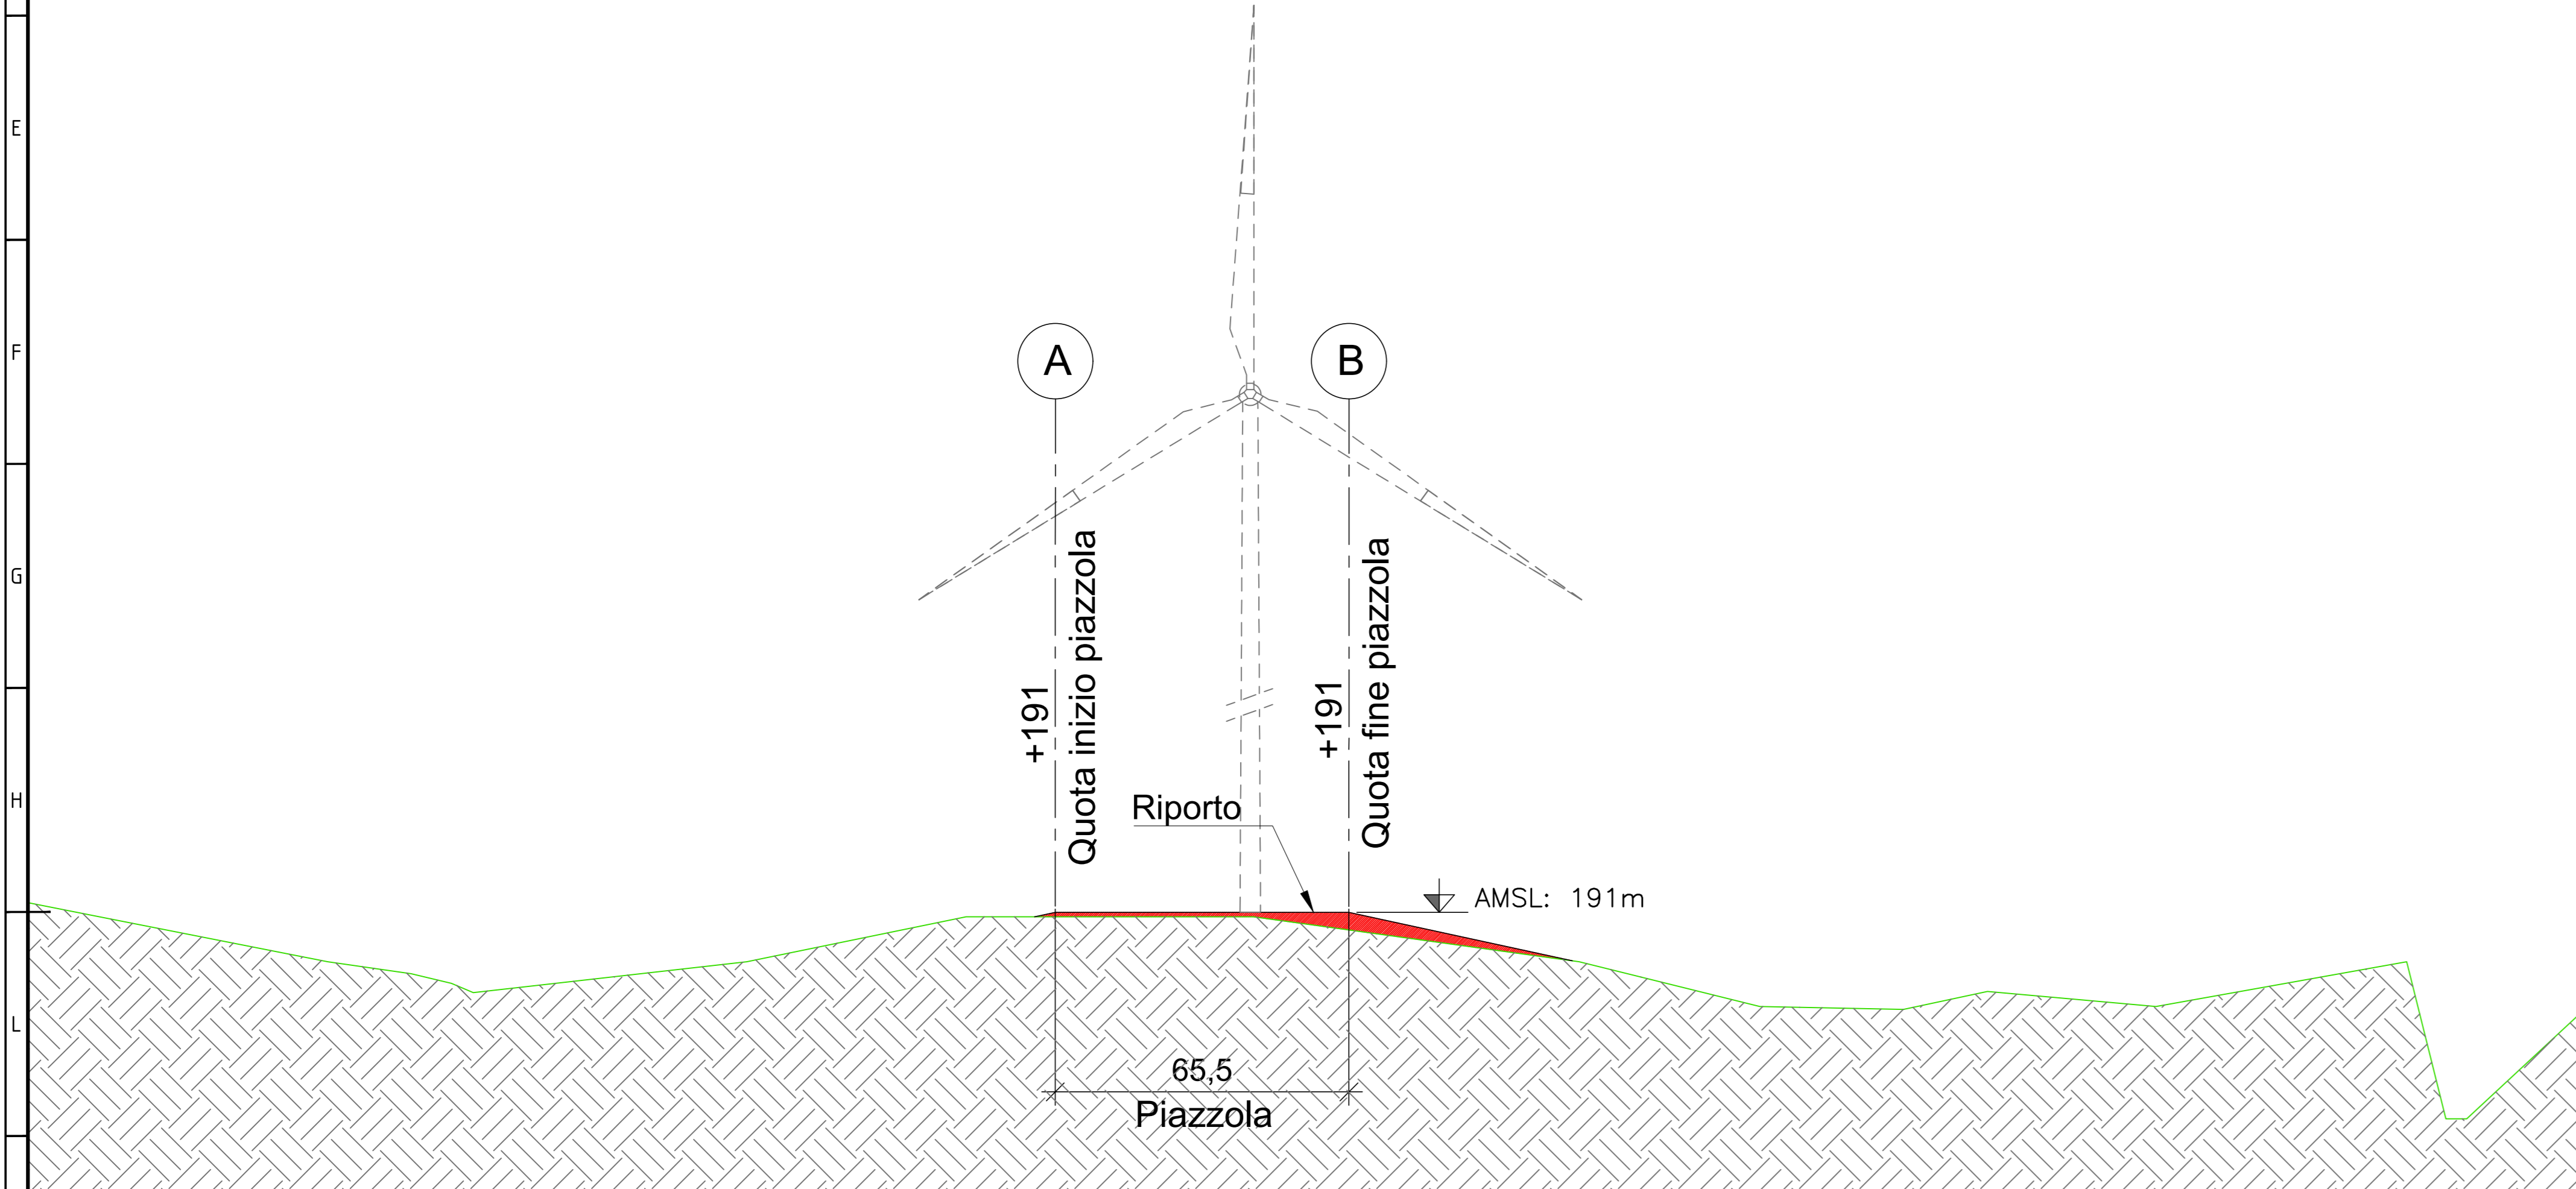 E
F
A
B
G
+191
Quota inizio piazzola
+191
Quota fine piazzola
H
Riporto
AMSL: 191m
L
65,5
Piazzola